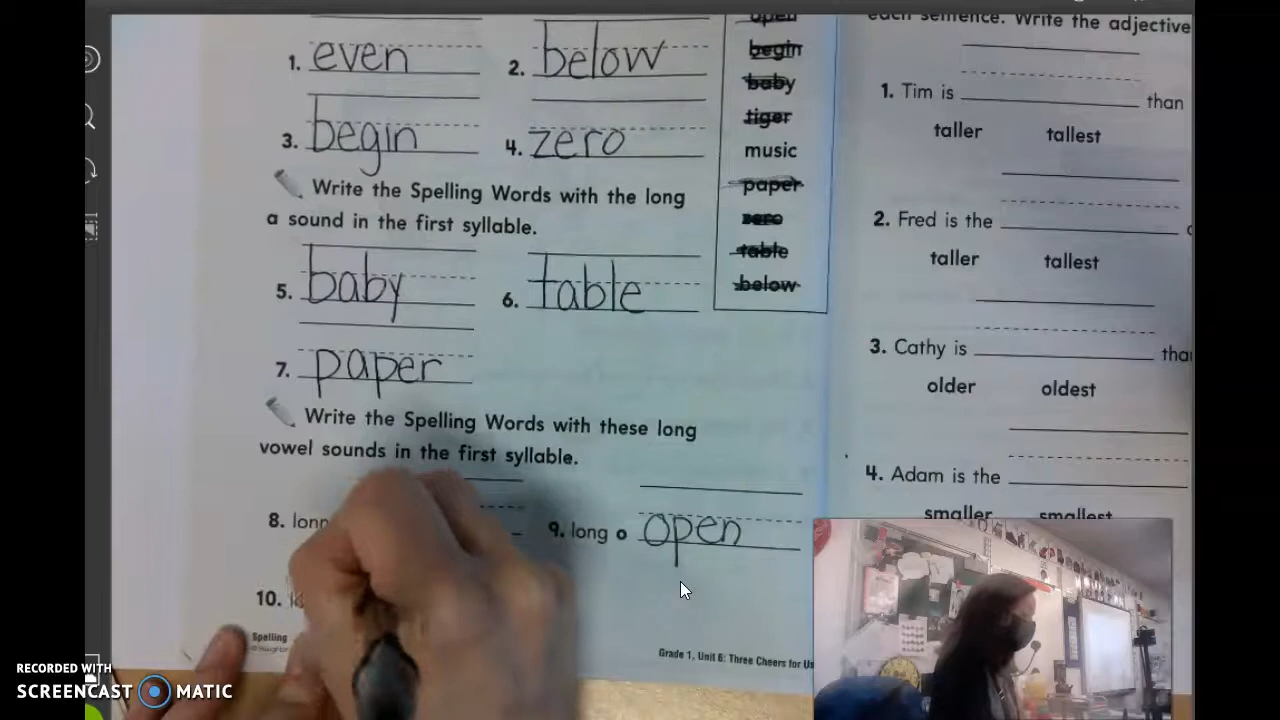 1. even 2. below
3. begin 4. zero
Write the Spelling Words with the long
a sound in the first syllable.
5. baby 6. table
7. paper
Write the Spelling Words with these long
vowel sounds in the first syllable.
8. 9. long o open
10.
Spelling
Grade 1, Unit 6: Three Cheers for Us
open
begin
baby
tiger
music
paper
zero
table
below
each sentence. Write the adjective
1. Tim is than
taller tallest
2. Fred is the
taller tallest
3. Cathy is
older oldest
4. Adam is the
smaller smallest
RECORDED WITH
SCREENCAST MATIC